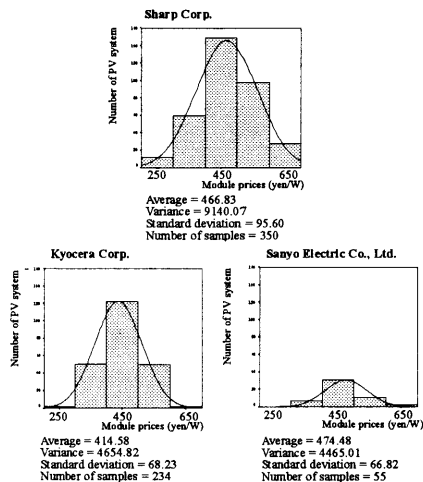 Sharp Corp.
Number of PV system
250 450 650
Module prices (yen/W)
Average = 466.83
Variance = 9140.07
Standard deviation = 95.60
Number of samples = 350
Kyocera Corp.
Number of PV system
250 450 650
Module prices (yen/W)
Average = 414.58
Variance = 4654.82
Standard deviation = 68.23
Number of samples = 234
Sanyo Electric Co., Ltd.
Number of PV system
250 450 650
Module prices (yen/W)
Average = 474.48
Variance = 4465.01
Standard deviation = 66.82
Number of samples = 55